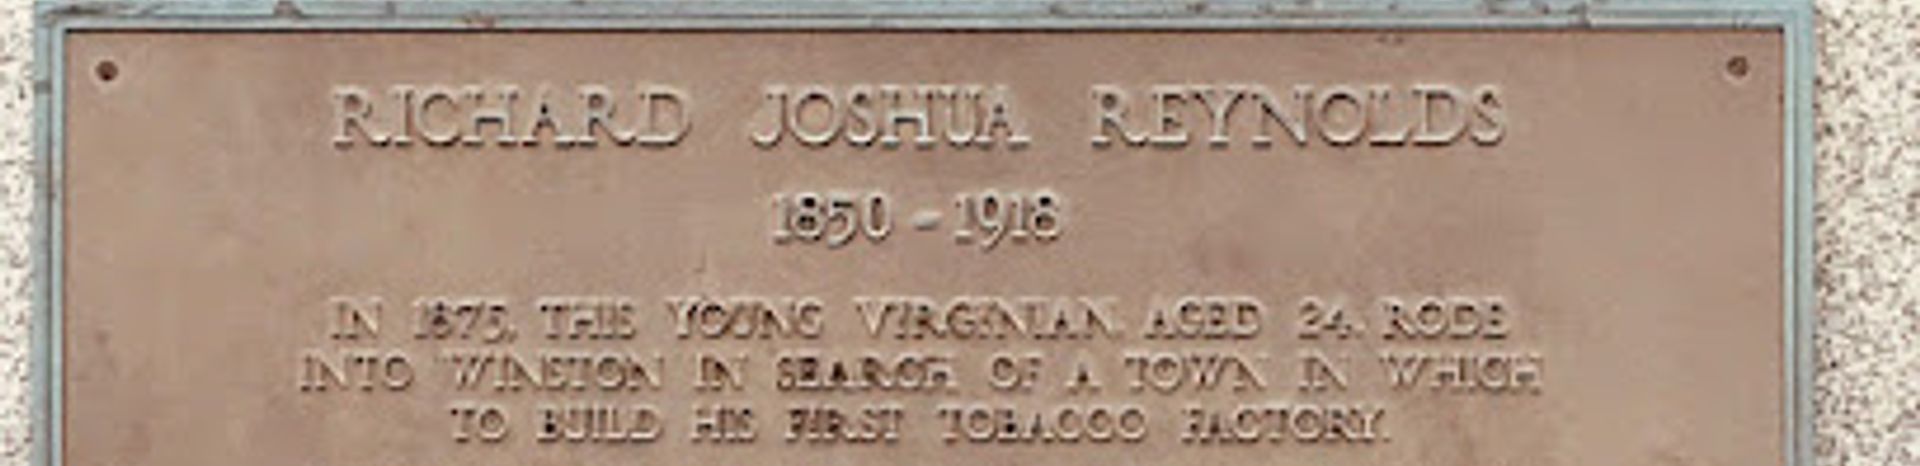 RICHARD JOSHUA REYNOLDS
1850 - 1918
IN 1875, THIS YOUNG VIRGINIAN, AGED 24, RODE
INTO WINSTON IN SEARCH OF A TOWN IN WHICH
TO BUILD HIS FIRST TOBACCO FACTORY.